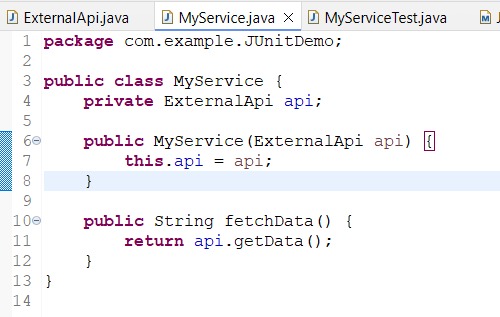 ExternalApi.java MyService.java MyServiceTest.java
1 package com.example.JUnitDemo;
2
3 public class MyService {
4     private ExternalApi api;
5
6     public MyService(ExternalApi api) {
7         this.api = api;
8     }
9
10     public String fetchData() {
11         return api.getData();
12     }
13 }
14